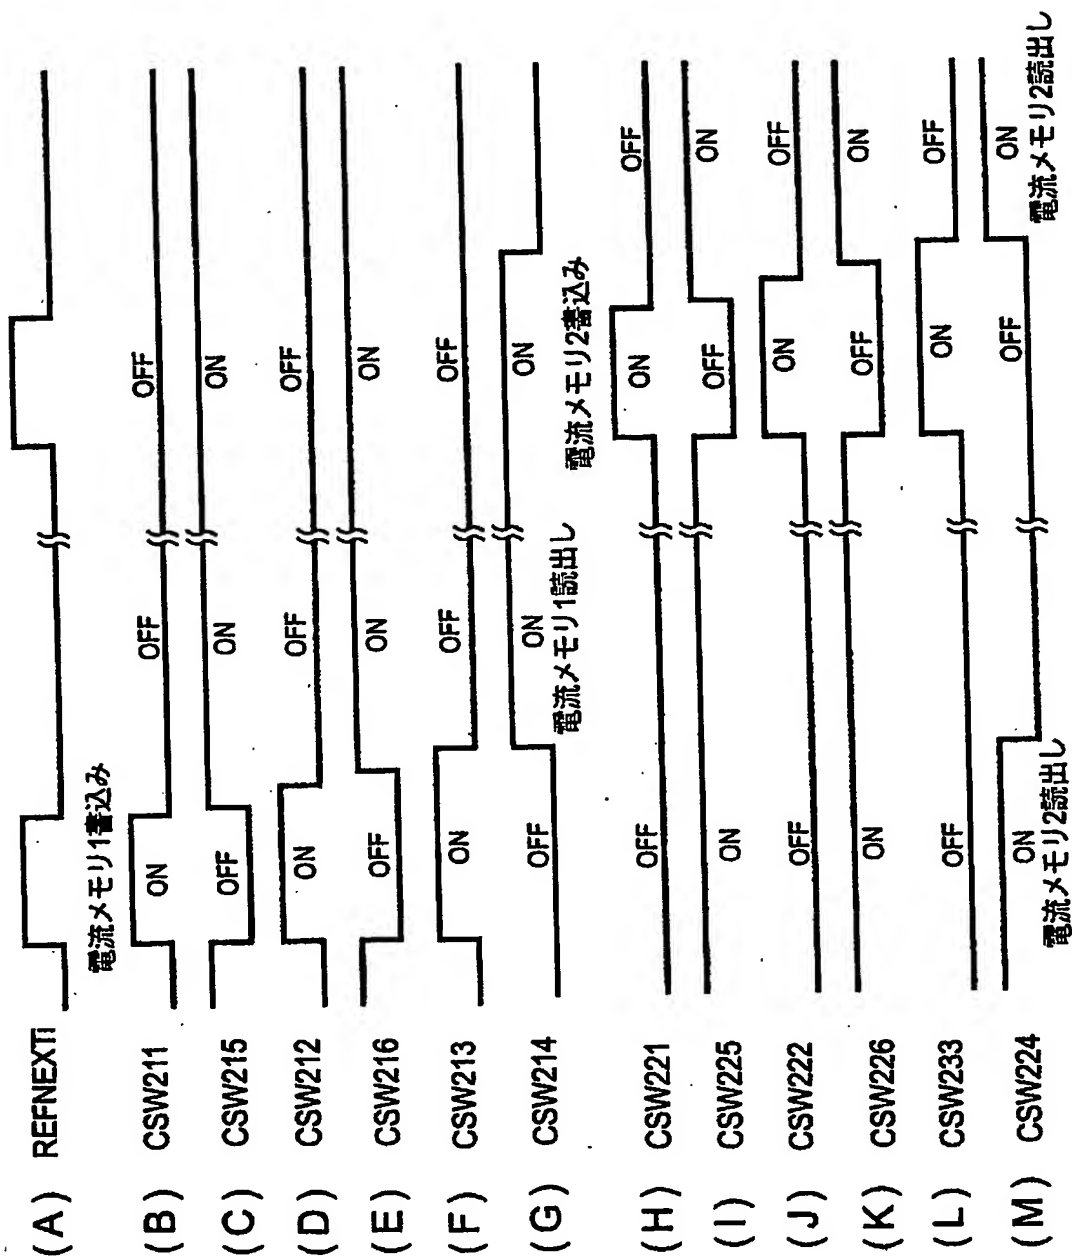 (A) REFNEXTi
電流メモリ1書込み
(B) CSW211 ON OFF OFF
(C) CSW215 OFF ON ON
(D) CSW212 ON OFF OFF
(E) CSW216 OFF ON ON
(F) CSW213 ON OFF OFF
(G) CSW214 OFF ON ON
電流メモリ1読出し 電流メモリ2書込み
(H) CSW221 OFF ON OFF
(I) CSW225 ON OFF ON
(J) CSW222 OFF ON OFF
(K) CSW226 ON OFF ON
(L) CSW233 OFF ON OFF
(M) CSW224 ON OFF ON
電流メモリ2読出し 電流メモリ2読出し